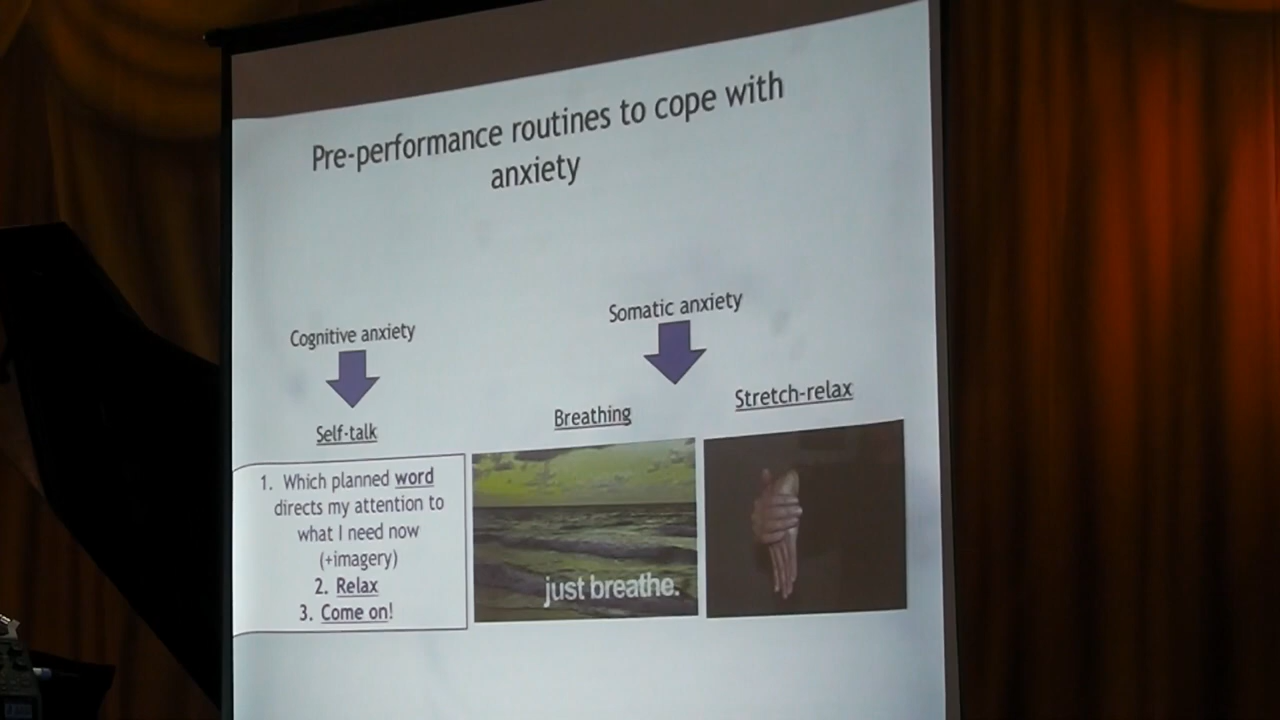 Pre-performance routines to cope with
anxiety
Cognitive anxiety
Self-talk
1. Which planned word
directs my attention to
what I need now
(+imagery)
2. Relax
3. Come on!
Somatic anxiety
Breathing
just breathe.
Stretch-relax